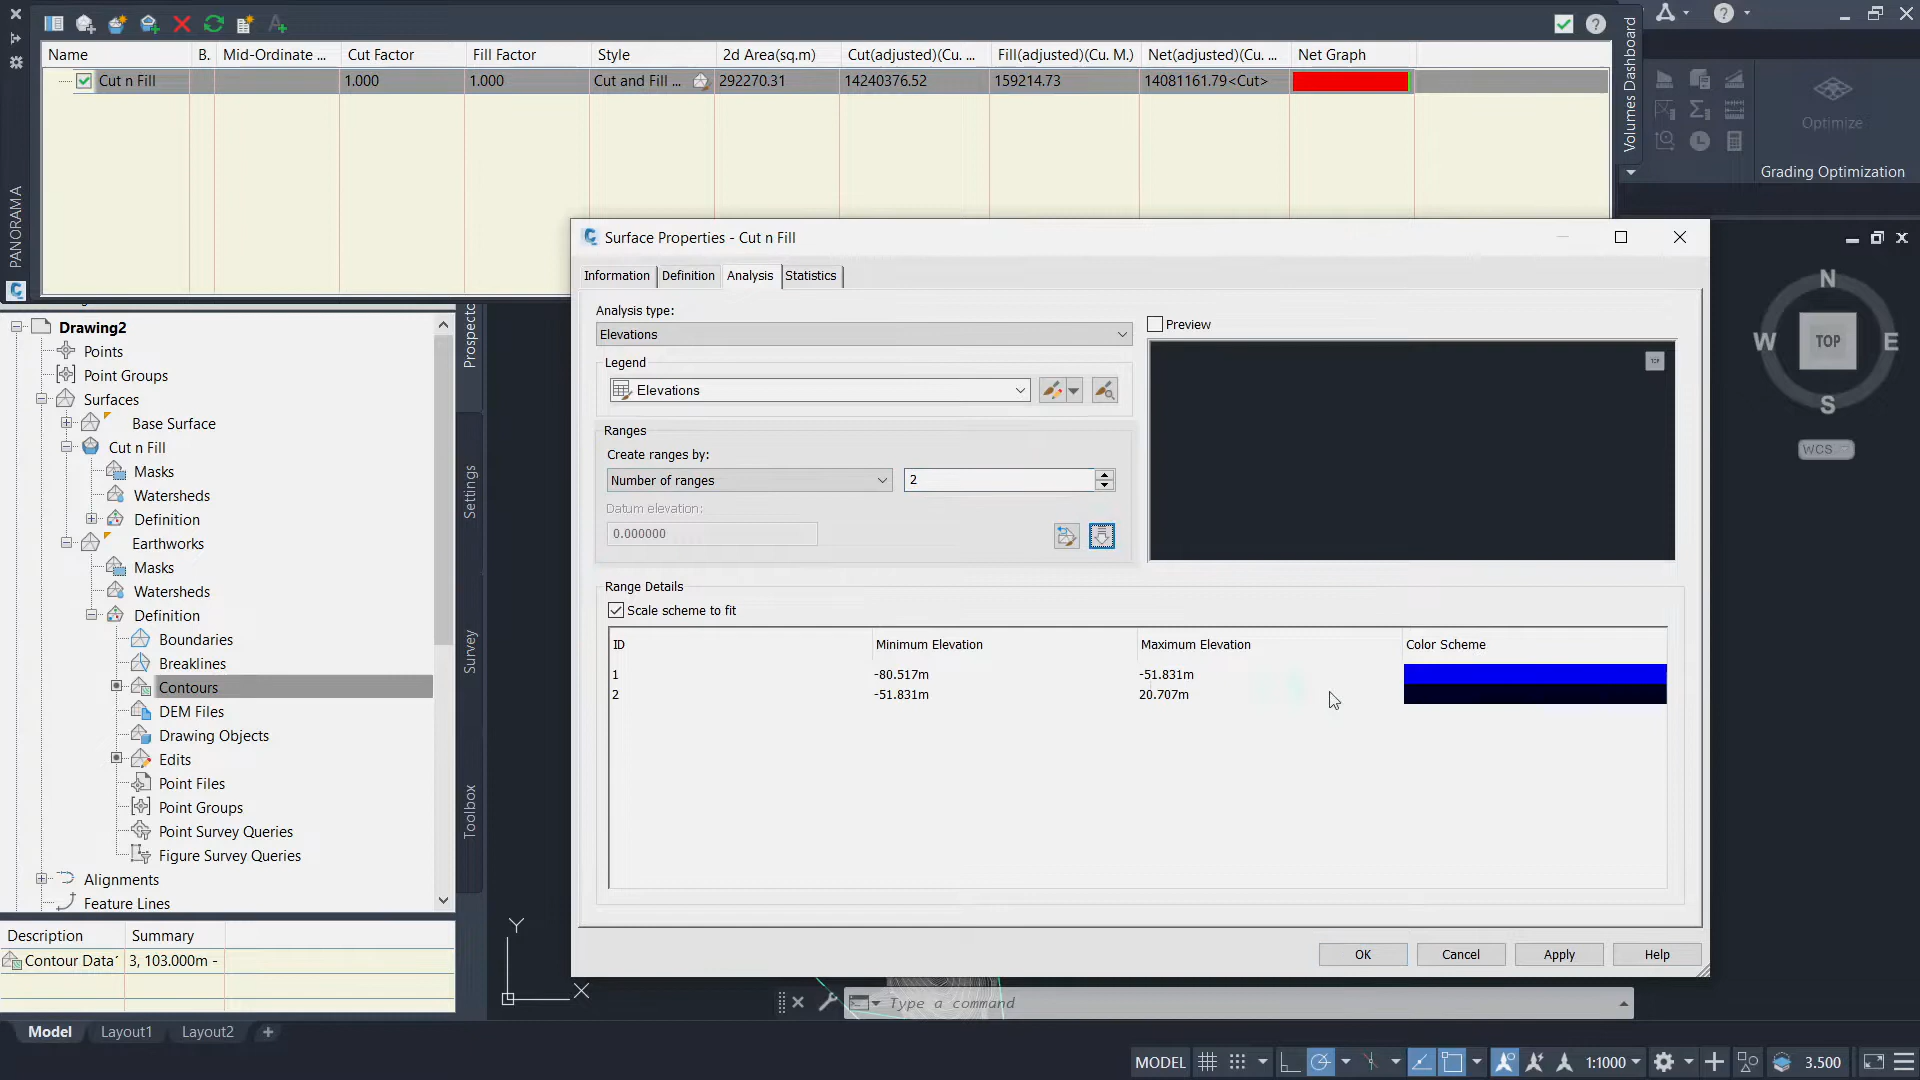 Name B. Mid-Ordinate ... Cut Factor Fill Factor Style 2d Area(sq.m) Cut(adjusted)(Cu. ... Fill(adjusted)(Cu. M.) Net(adjusted)(Cu. ... Net Graph
Cut n Fill 1.000 1.000 Cut and Fill ... 292270.31 14240376.52 159214.73 14081161.79<Cut>
Volumes Dashboard
PANORAMA
Optimize
Grading Optimization
Surface Properties - Cut n Fill
Information Definition Analysis Statistics
Analysis type:
Elevations
Preview
Legend
Elevations
Ranges
Create ranges by:
Number of ranges 2
Datum elevation:
0.000000
Range Details
Scale scheme to fit
ID Minimum Elevation Maximum Elevation Color Scheme
1 -80.517m -51.831m
2 -51.831m 20.707m
OK Cancel Apply Help
TOP
N
W TOP E
S
WCS
Drawing2
Points
Point Groups
Surfaces
Base Surface
Cut n Fill
Masks
Watersheds
Definition
Earthworks
Masks
Watersheds
Definition
Boundaries
Breaklines
Contours
DEM Files
Drawing Objects
Edits
Point Files
Point Groups
Point Survey Queries
Figure Survey Queries
Alignments
Feature Lines
Settings
Survey
Toolbox
Description Summary
Contour Data 3, 103.000m -
Y
X
Type a command
Model Layout1 Layout2 +
MODEL 1:1000 3.500